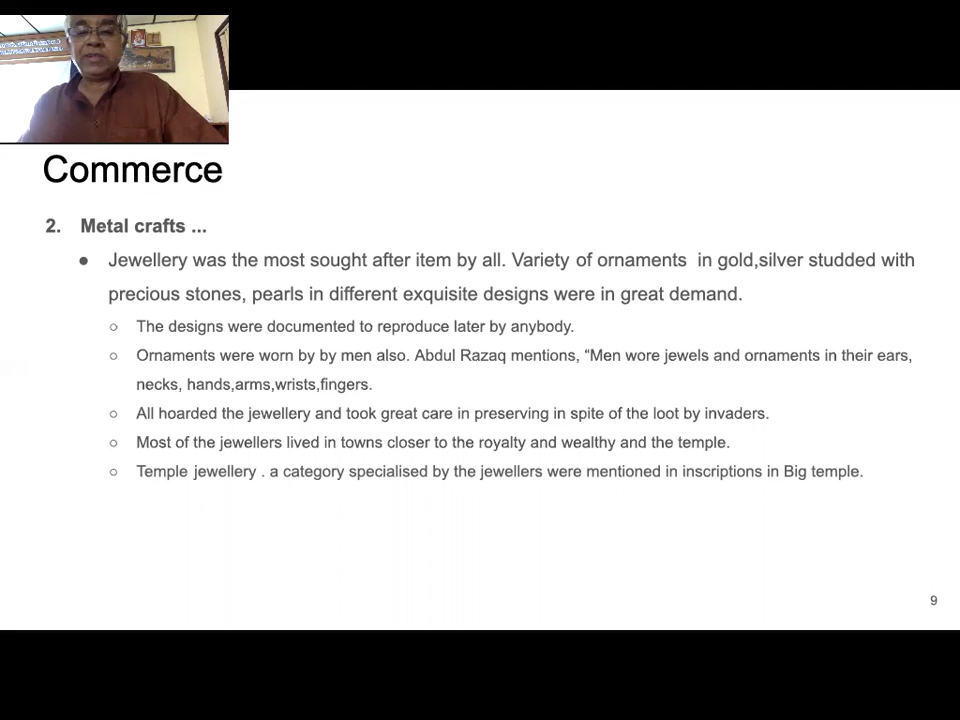 Commerce
2. Metal crafts ...
● Jewellery was the most sought after item by all. Variety of ornaments in gold,silver studded with
precious stones, pearls in different exquisite designs were in great demand.
○ The designs were documented to reproduce later by anybody.
○ Ornaments were worn by by men also. Abdul Razaq mentions, “Men wore jewels and ornaments in their ears,
necks, hands,arms,wrists,fingers.
○ All hoarded the jewellery and took great care in preserving in spite of the loot by invaders.
○ Most of the jewellers lived in towns closer to the royalty and wealthy and the temple.
○ Temple jewellery . a category specialised by the jewellers were mentioned in inscriptions in Big temple.
9